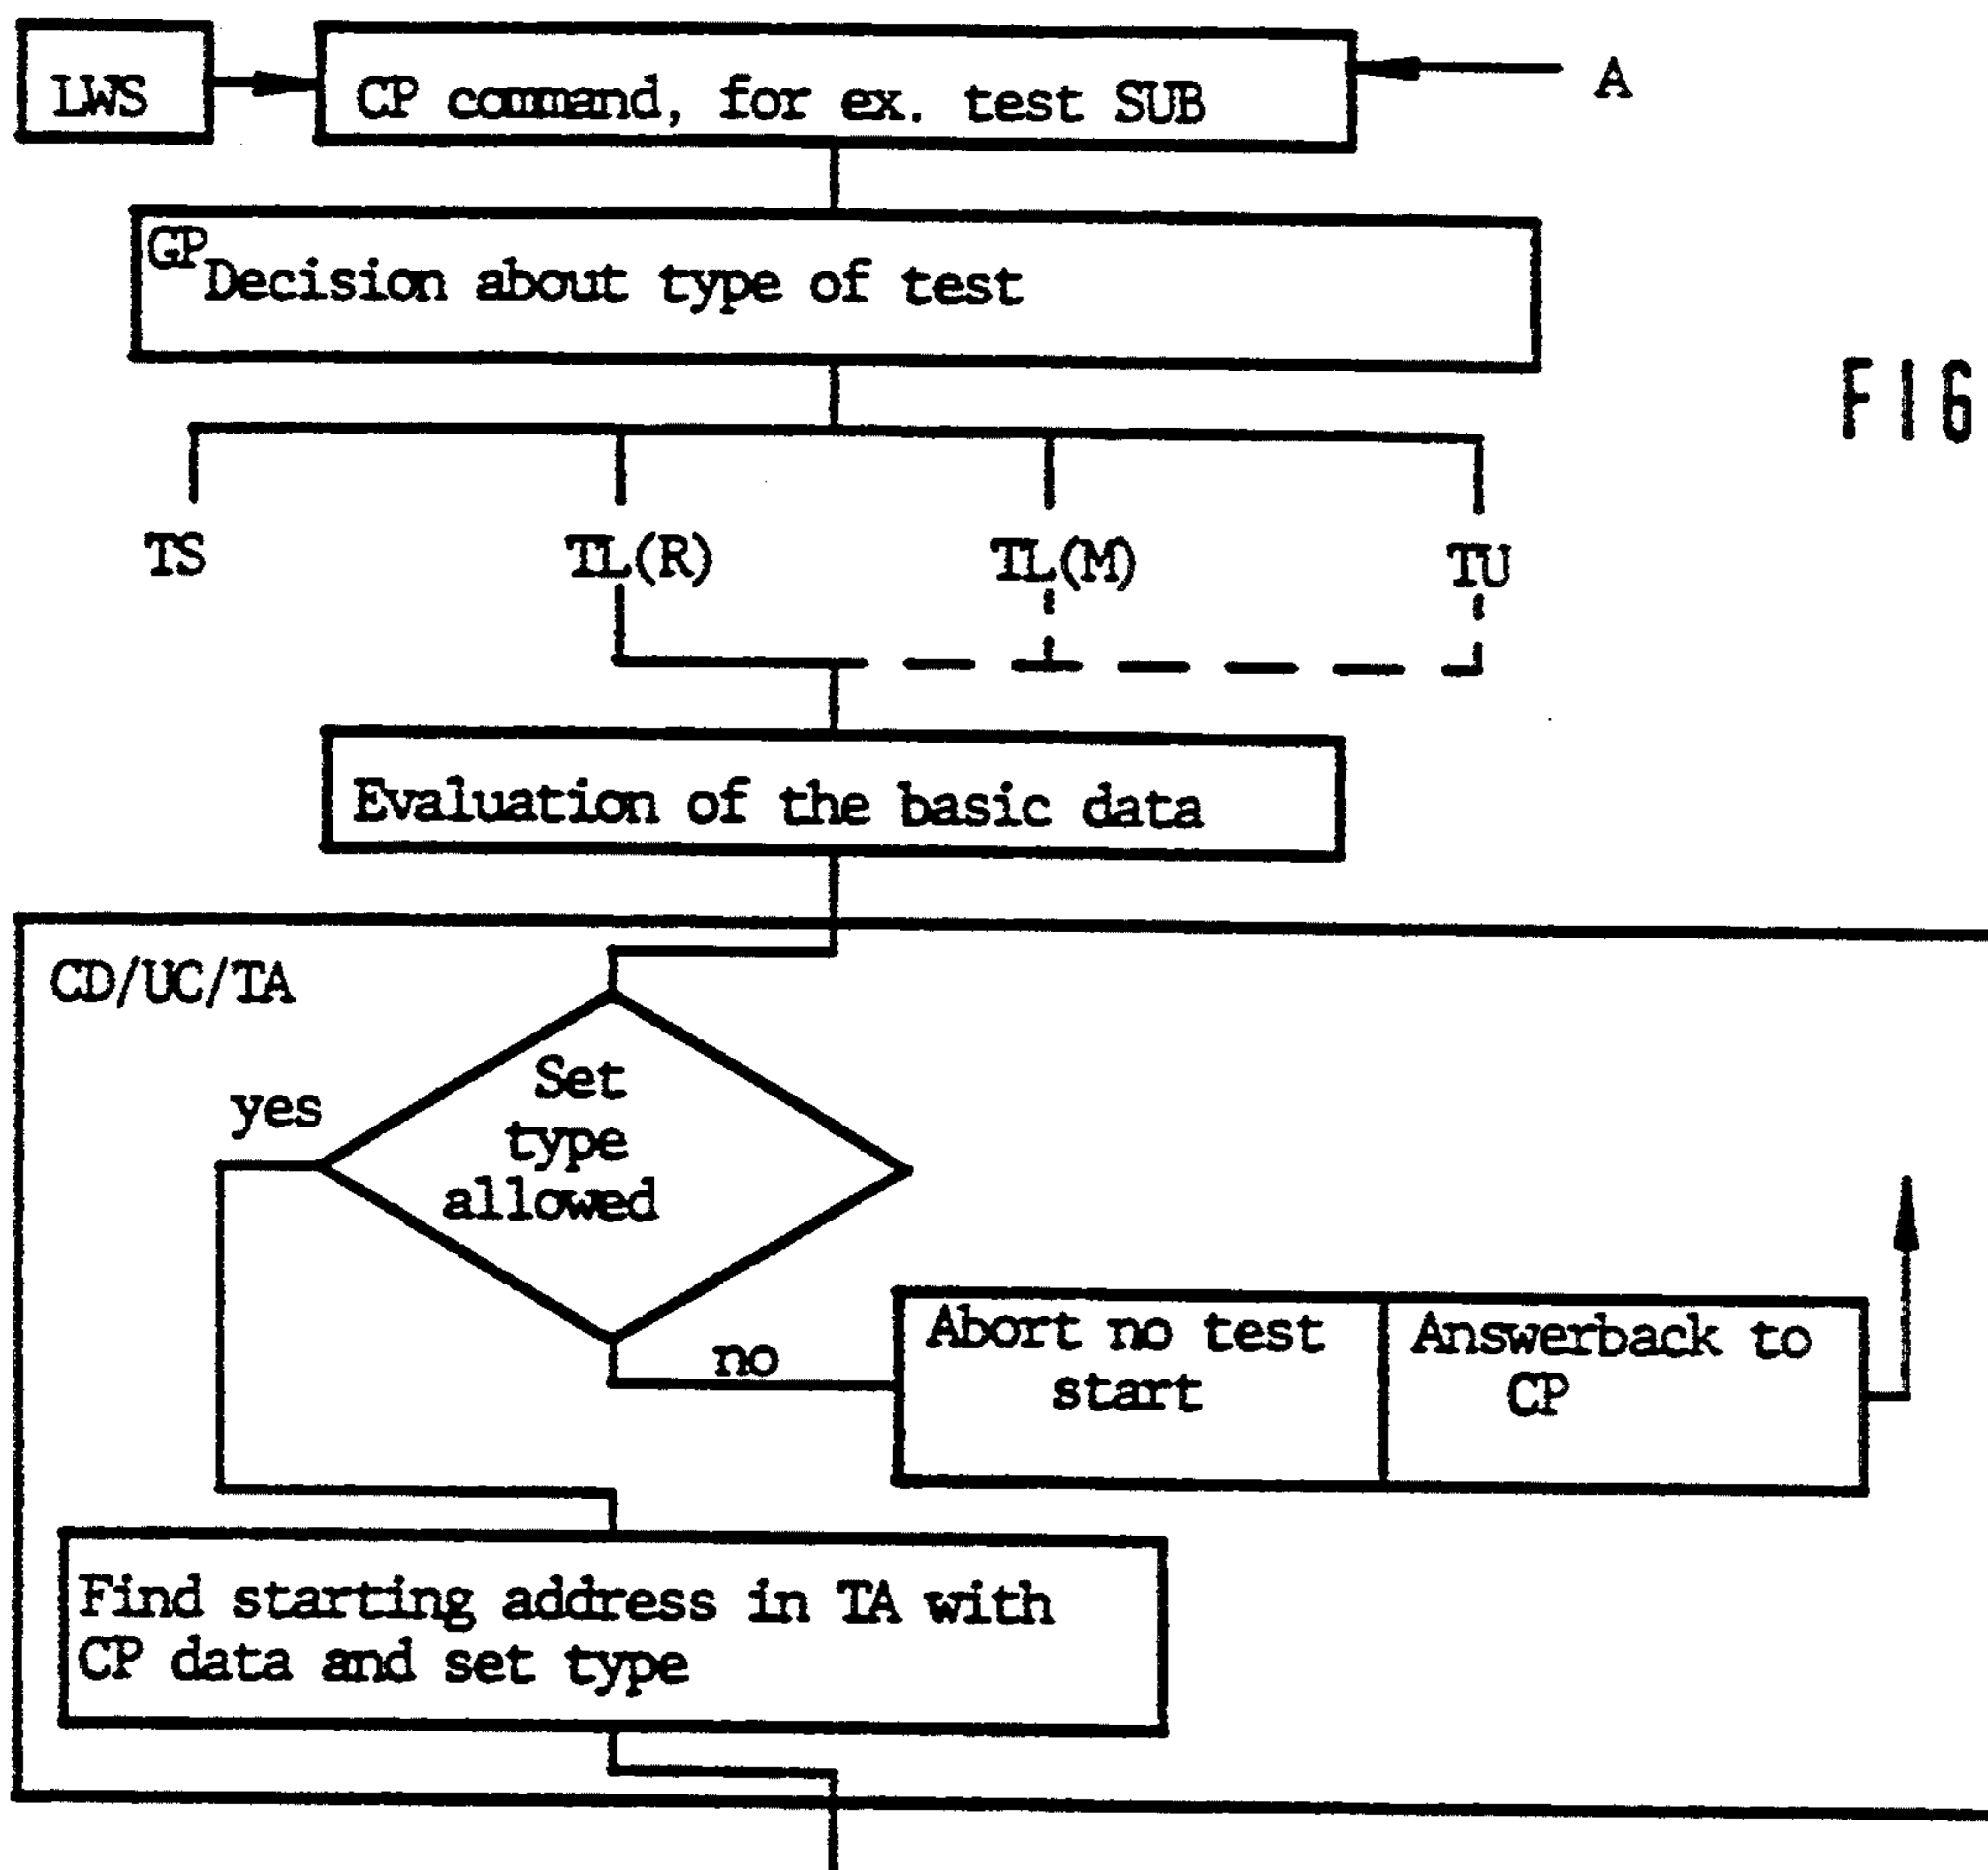 LWS
CP command, for ex. test SUB
A
GP
Decision about type of test
FIG
TS
TL(R)
TL(M)
TU
Evaluation of the basic data
CD/UC/TA
yes
Set
type
allowed
no
Abort no test
start
Answerback to
CP
Find starting address in TA with
CP data and set type